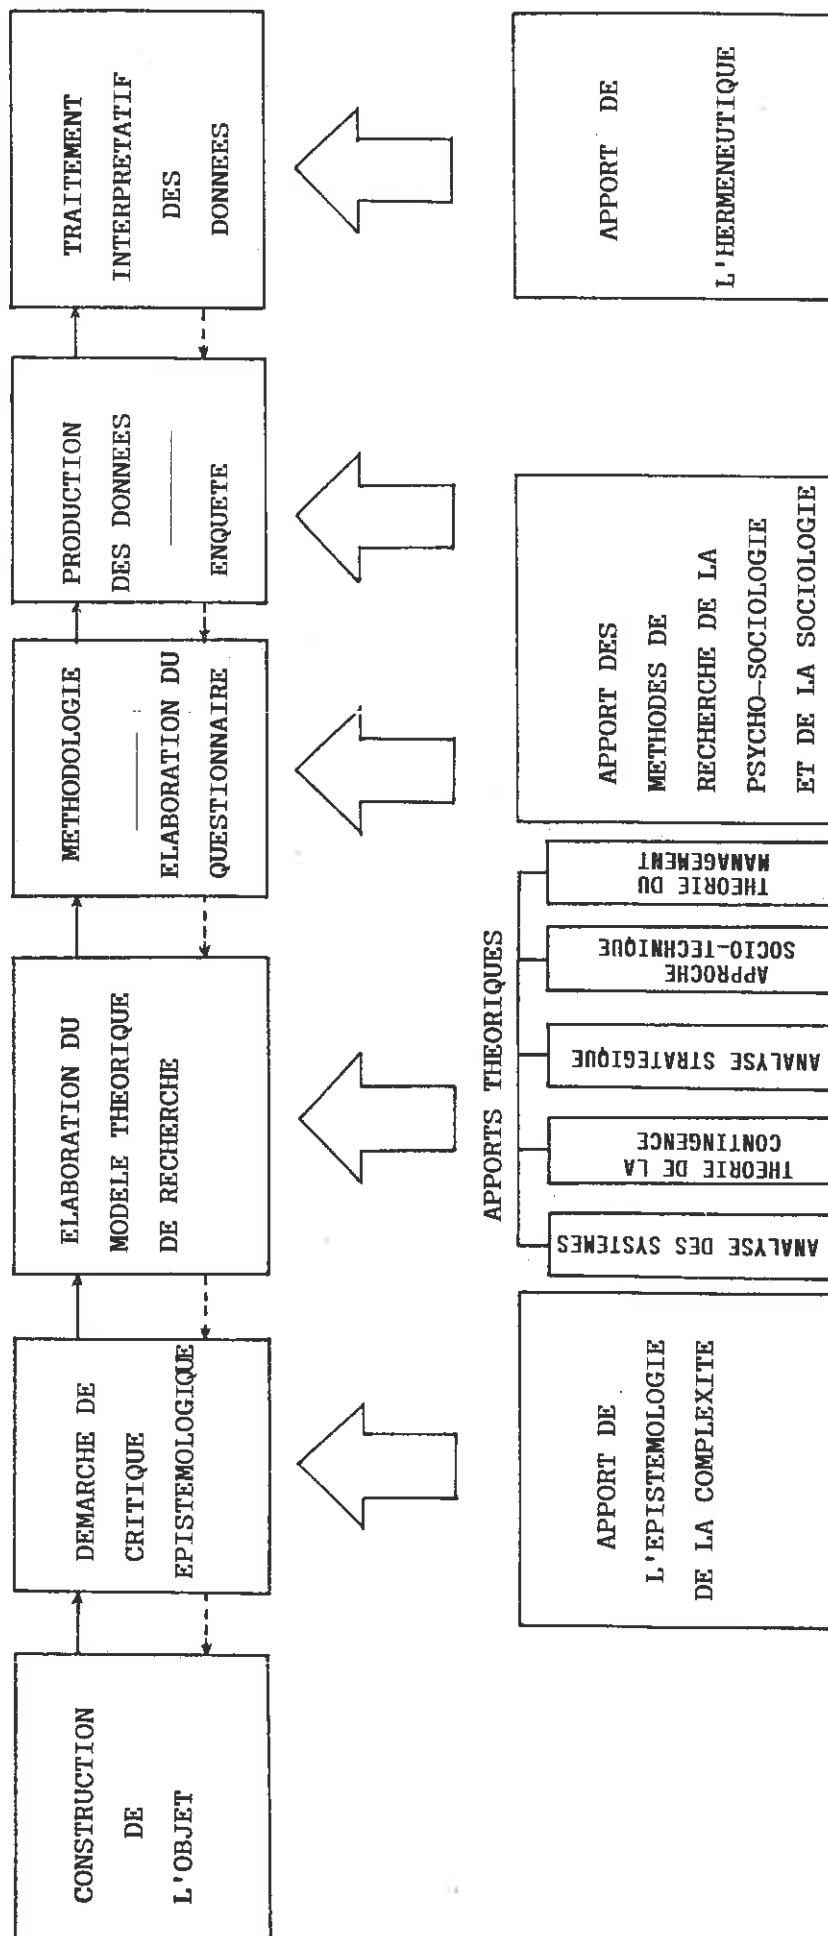 CONSTRUCTION
DE
L'OBJET
DEMARCHE DE
CRITIQUE
EPISTEMOLOGIQUE
ELABORATION DU
MODELE THEORIQUE
DE RECHERCHE
METHODOLOGIE
ELABORATION DU
QUESTIONNAIRE
PRODUCTION
DES DONNEES
ENQUETE
TRAITEMENT
INTERPRETATIF
DES
DONNEES
APPORT DE
L'EPISTEMOLOGIE
DE LA COMPLEXITE
APPORTS THEORIQUES
ANALYSE DES SYSTEMES
THEORIE DE LA
CONTINGENCE
ANALYSE STRATEGIQUE
APPROCHE
SOCIO-TECHNIQUE
THEORIE DU
MANAGEMENT
APPORT DES
METHODES DE
RECHERCHE DE LA
PSYCHO-SOCIOLOGIE
ET DE LA SOCIOLOGIE
APPORT DE
L'HERMENEUTIQUE